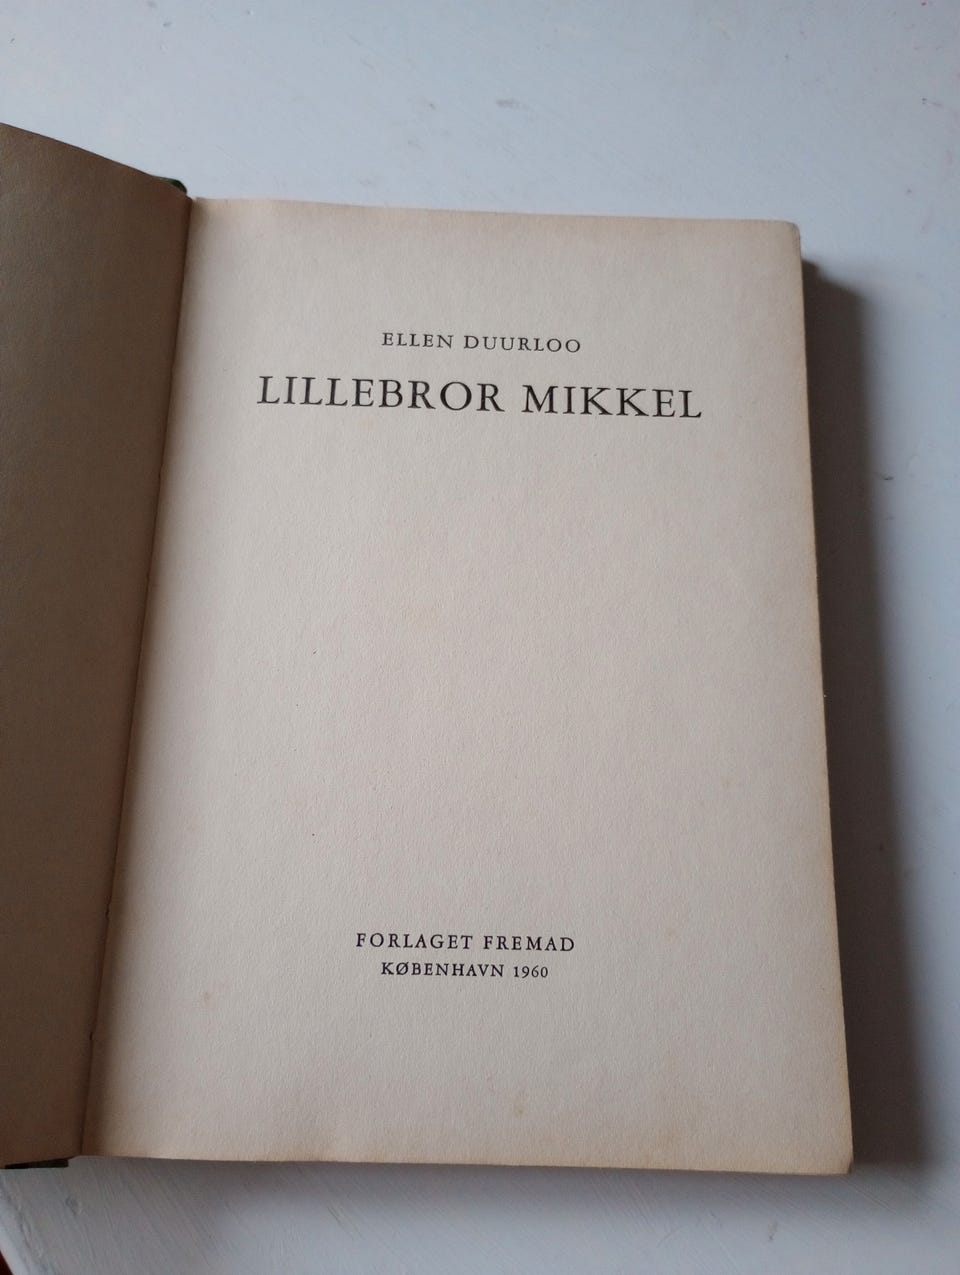 ELLEN DUURLOO
LILLEBROR MIKKEL
FORLAGET FREMAD
KØBENHAVN 1960